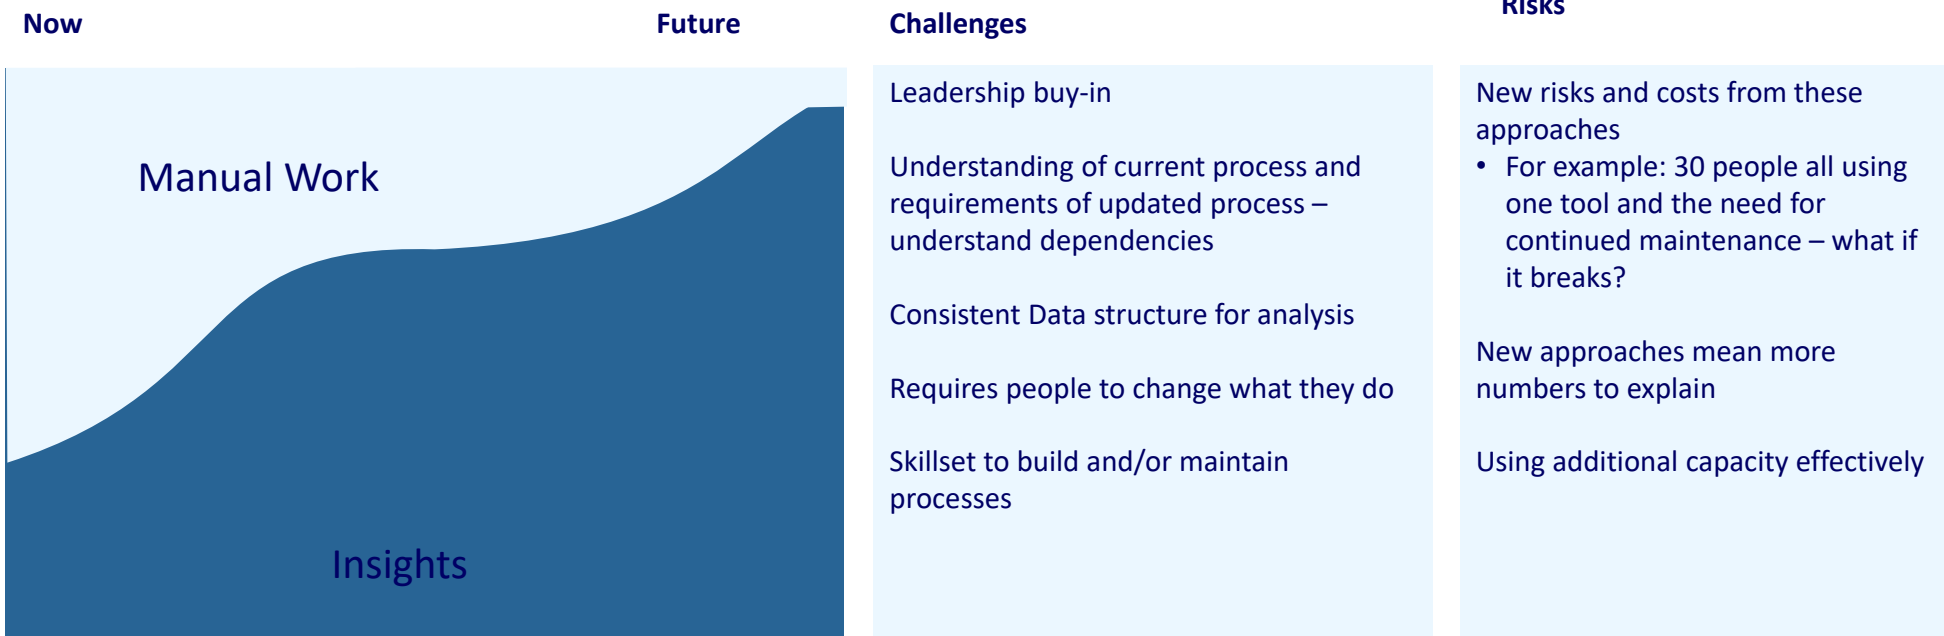 Now
Future
Challenges
Risks
Manual Work
Insights
Leadership buy-in
Understanding of current process and
requirements of updated process –
understand dependencies
Consistent Data structure for analysis
Requires people to change what they do
Skillset to build and/or maintain
processes
New risks and costs from these
approaches
• For example: 30 people all using
one tool and the need for
continued maintenance – what if
it breaks?
New approaches mean more
numbers to explain
Using additional capacity effectively